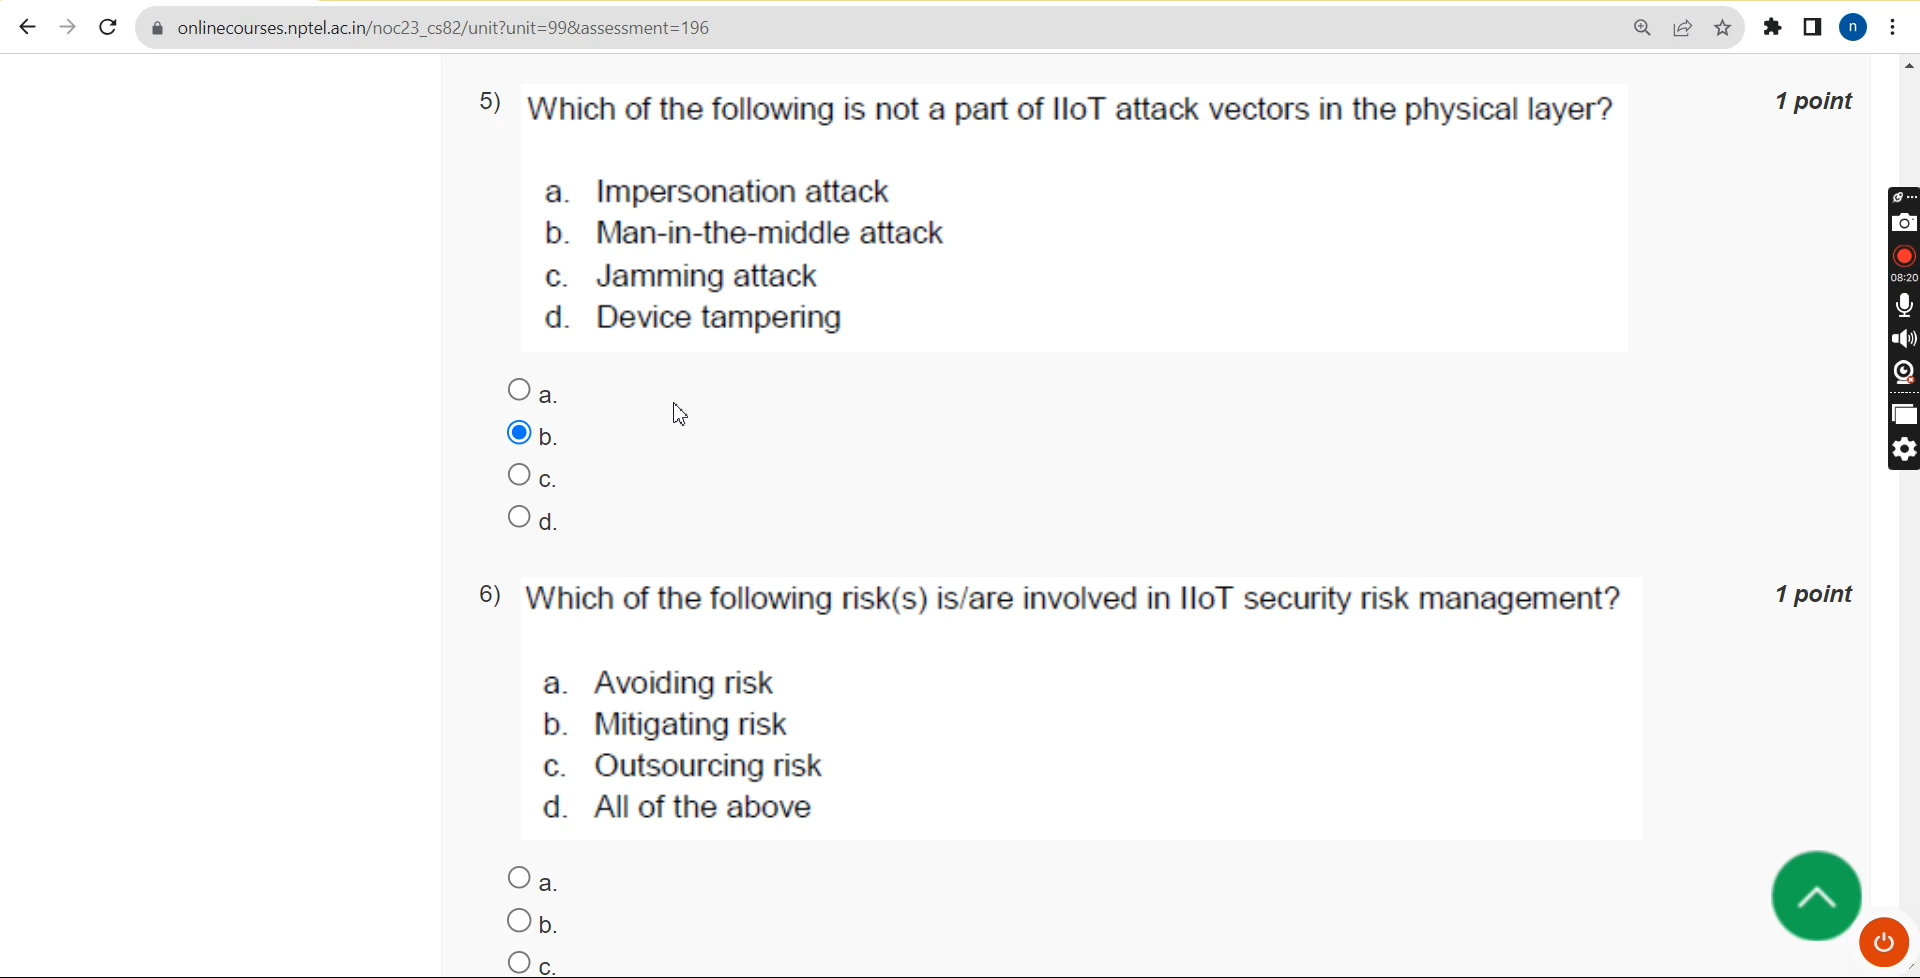 onlinecourses.nptel.ac.in/noc23_cs82/unit?unit=99&assessment=196
n
5) Which of the following is not a part of IIoT attack vectors in the physical layer? 1 point
a. Impersonation attack
b. Man-in-the-middle attack
c. Jamming attack
d. Device tampering
a.
b.
c.
d.
08:20
6) Which of the following risk(s) is/are involved in IIoT security risk management? 1 point
a. Avoiding risk
b. Mitigating risk
c. Outsourcing risk
d. All of the above
a.
b.
c.